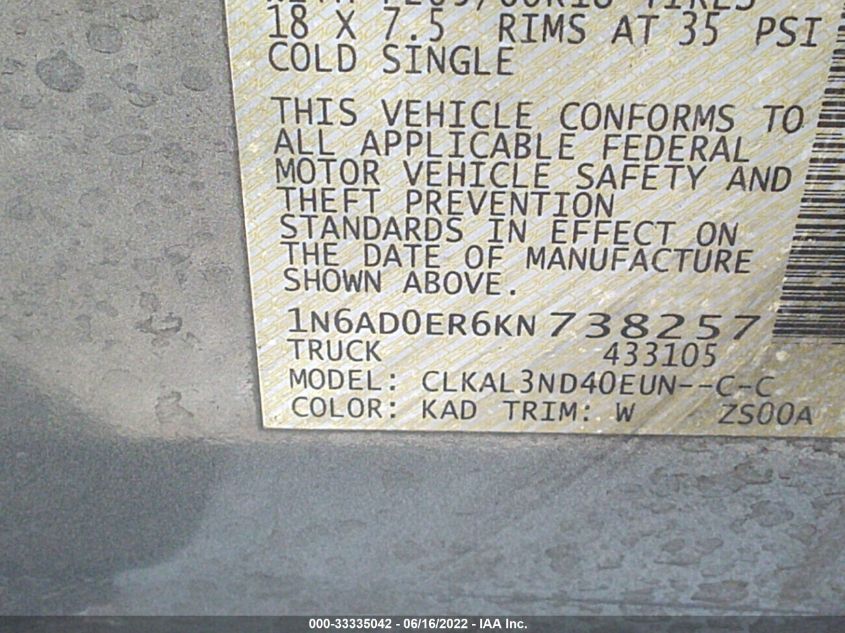 18 X 7.5 RIMS AT 35 PSI
COLD SINGLE
THIS VEHICLE CONFORMS TO
ALL APPLICABLE FEDERAL
MOTOR VEHICLE SAFETY AND
THEFT PREVENTION
STANDARDS IN EFFECT ON
THE DATE OF MANUFACTURE
SHOWN ABOVE.
1N6AD0ER6KN738257
TRUCK 433105
MODEL: CLKAL3ND40EUN--C-C
COLOR: KAD TRIM: W ZS00A
000-33335042 - 06/16/2022 - IAA Inc.